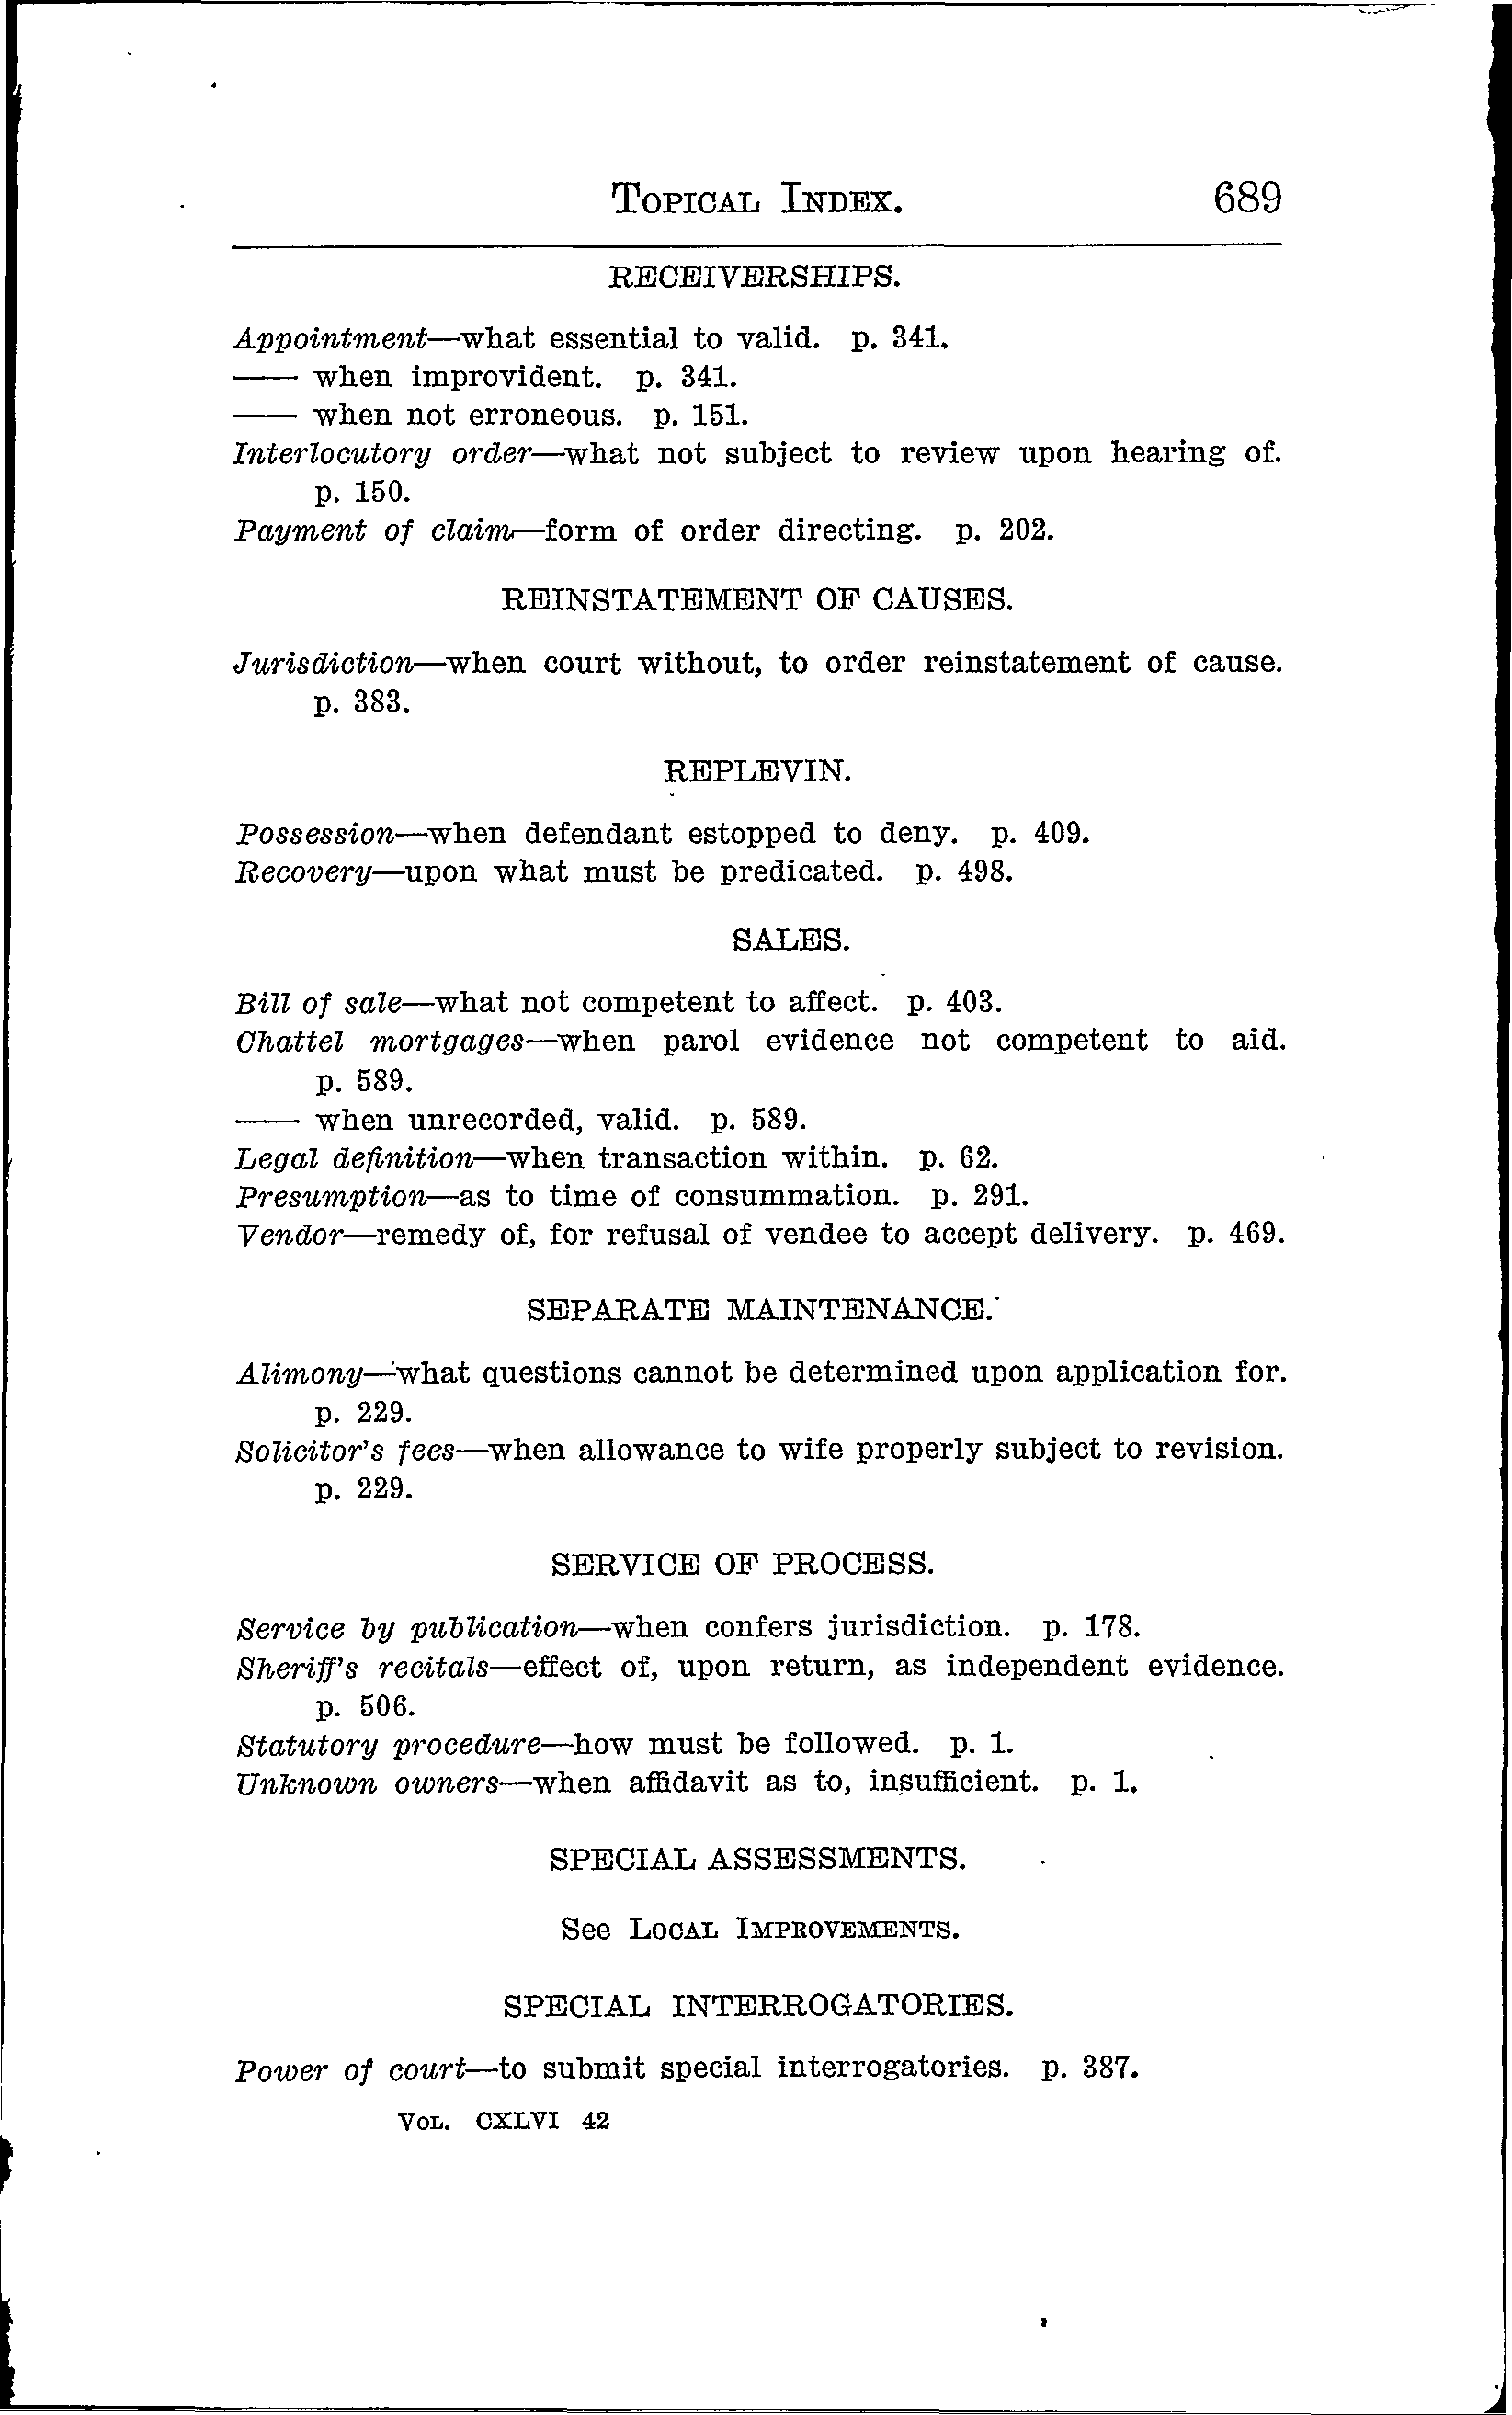 TOPICAL INDEX. 689
RECEIVERSHIPS.
Appointment—what essential to valid. p. 341.
—— when improvident. p. 341.
—— when not erroneous. p. 151.
Interlocutory order—what not subject to review upon hearing of.
p. 150.
Payment of claim—form of order directing. p. 202.
REINSTATEMENT OF CAUSES.
Jurisdiction—when court without, to order reinstatement of cause.
p. 383.
REPLEVIN.
Possession—when defendant estopped to deny. p. 409.
Recovery—upon what must be predicated. p. 498.
SALES.
Bill of sale—what not competent to affect. p. 403.
Chattel mortgages—when parol evidence not competent to aid.
p. 589.
—— when unrecorded, valid. p. 589.
Legal definition—when transaction within. p. 62.
Presumption—as to time of consummation. p. 291.
Vendor—remedy of, for refusal of vendee to accept delivery. p. 469.
SEPARATE MAINTENANCE.
Alimony—what questions cannot be determined upon application for.
p. 229.
Solicitor's fees—when allowance to wife properly subject to revision.
p. 229.
SERVICE OF PROCESS.
Service by publication—when confers jurisdiction. p. 178.
Sheriff's recitals—effect of, upon return, as independent evidence.
p. 506.
Statutory procedure—how must be followed. p. 1.
Unknown owners—when affidavit as to, insufficient. p. 1.
SPECIAL ASSESSMENTS.
See LOCAL IMPROVEMENTS.
SPECIAL INTERROGATORIES.
Power of court—to submit special interrogatories. p. 387.
VOL. CXLVI 42